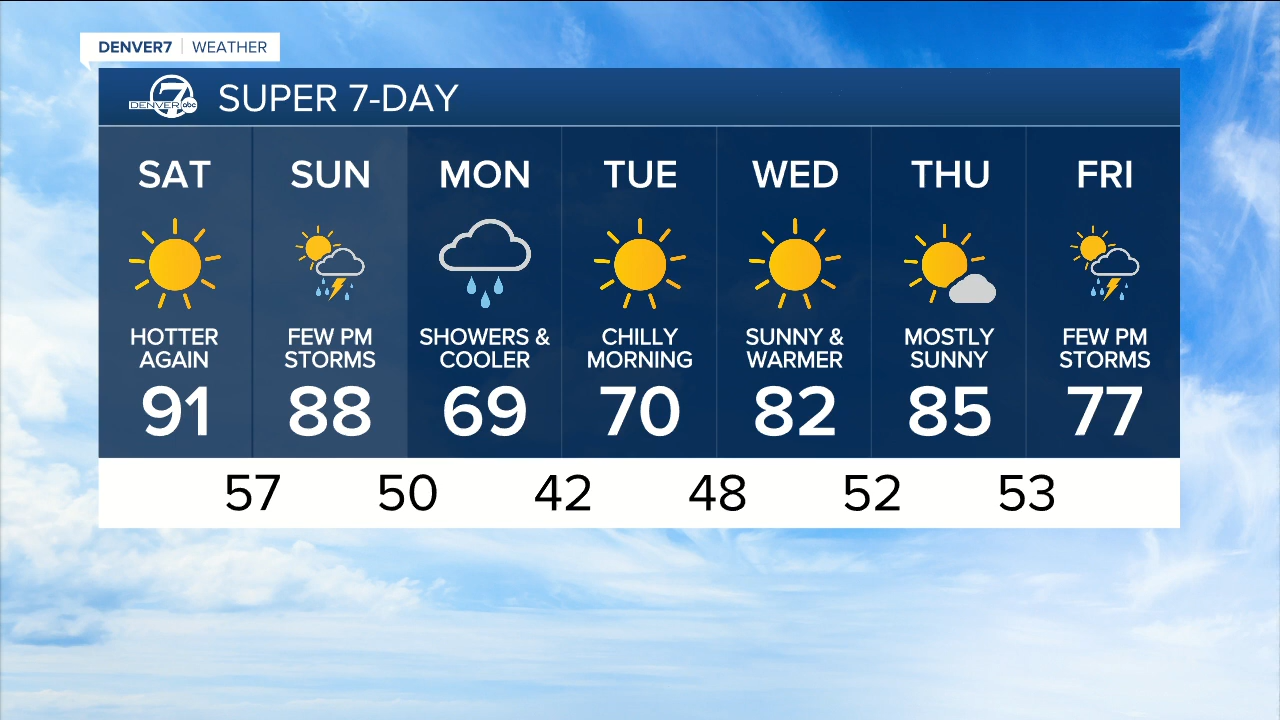 DENVER7 | WEATHER
7
DENVER abc
SUPER 7-DAY
SAT SUN MON TUE WED THU FRI
HOTTER FEW PM SHOWERS & CHILLY SUNNY & MOSTLY FEW PM
AGAIN STORMS COOLER MORNING WARMER SUNNY STORMS
91 88 69 70 82 85 77
57 50 42 48 52 53